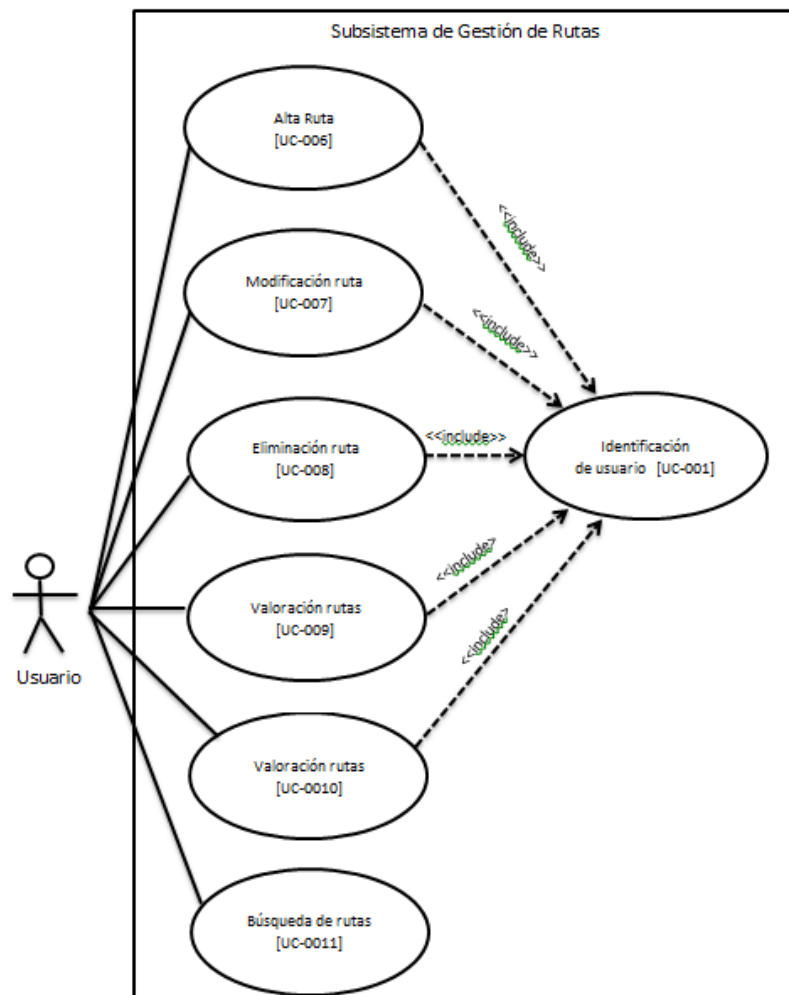 Subsistema de Gestión de Rutas
Alta Ruta
[UC-006]
<<include>>
Modificación ruta
[UC-007]
<<include>>
Eliminación ruta
[UC-008]
<<include>>
Identificación
de usuario [UC-001]
Valoración rutas
[UC-009]
<<include>
Usuario
Valoración rutas
[UC-0010]
<<include>
Búsqueda de rutas
[UC-0011]